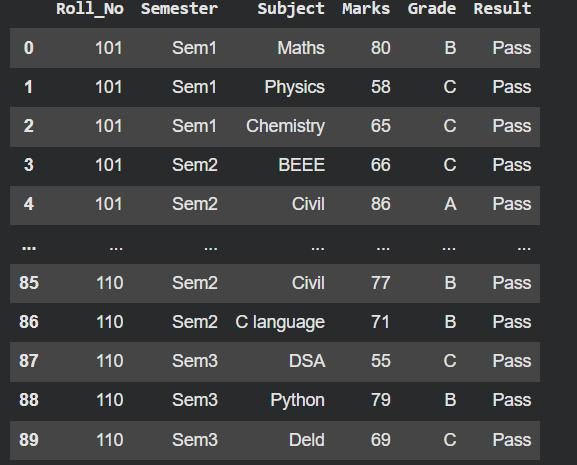 Roll_No Semester Subject Marks Grade Result
0 101 Sem1 Maths 80 B Pass
1 101 Sem1 Physics 58 C Pass
2 101 Sem1 Chemistry 65 C Pass
3 101 Sem2 BEEE 66 C Pass
4 101 Sem2 Civil 86 A Pass
... ... ... ... ... ... ...
85 110 Sem2 Civil 77 B Pass
86 110 Sem2 C language 71 B Pass
87 110 Sem3 DSA 55 C Pass
88 110 Sem3 Python 79 B Pass
89 110 Sem3 Deld 69 C Pass